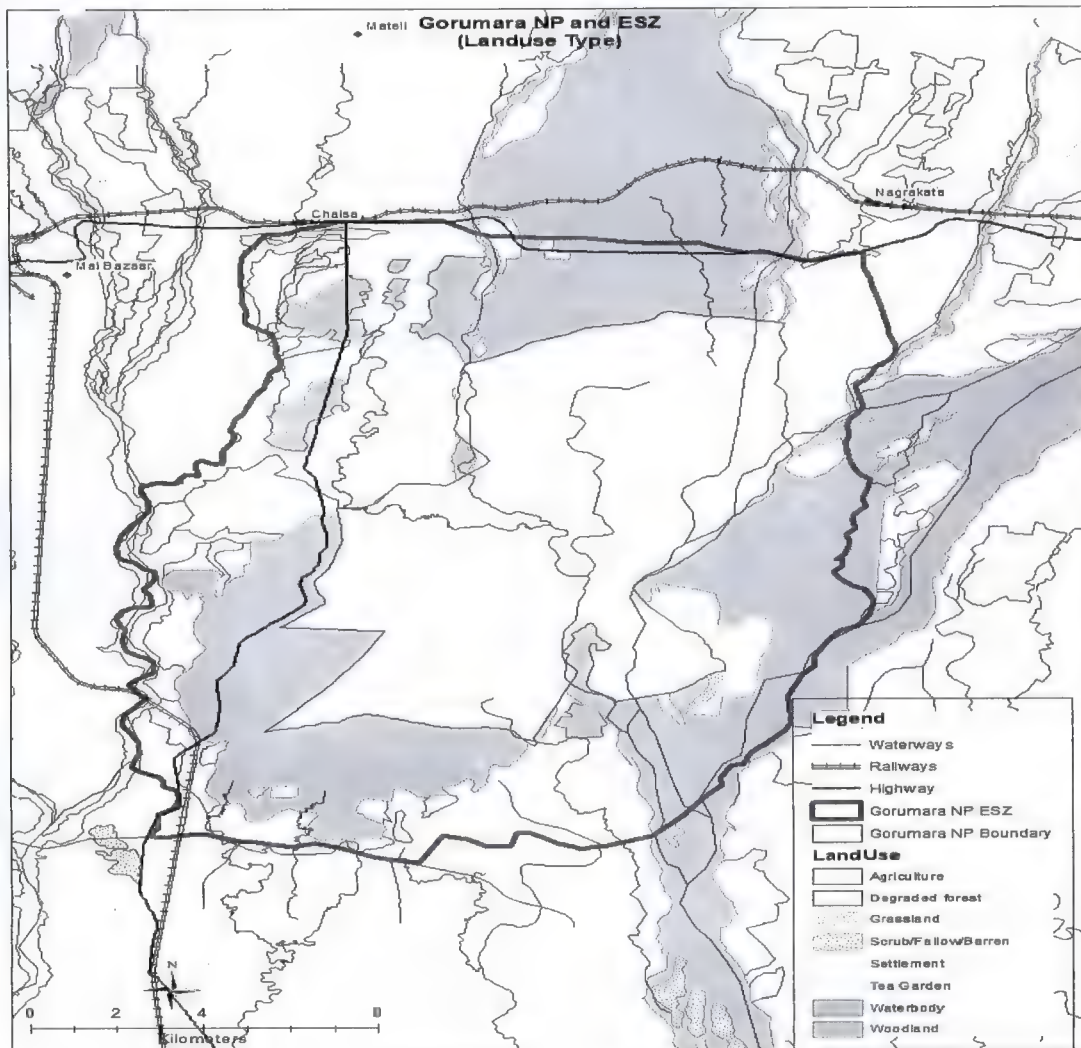 Gorumara NP and ESZ
(Landuse Type)
Mateli
Nagrakata
Chalsa
Mal Bazaar
Legend
Waterways
Railways
Highway
Gorumara NP ESZ
Gorumara NP Boundary
LandUse
Agriculture
Degraded forest
Grassland
Scrub/Fallow/Barren
Settlement
Tea Garden
Waterbody
Woodland
N
0 2 4 8
Kilometers